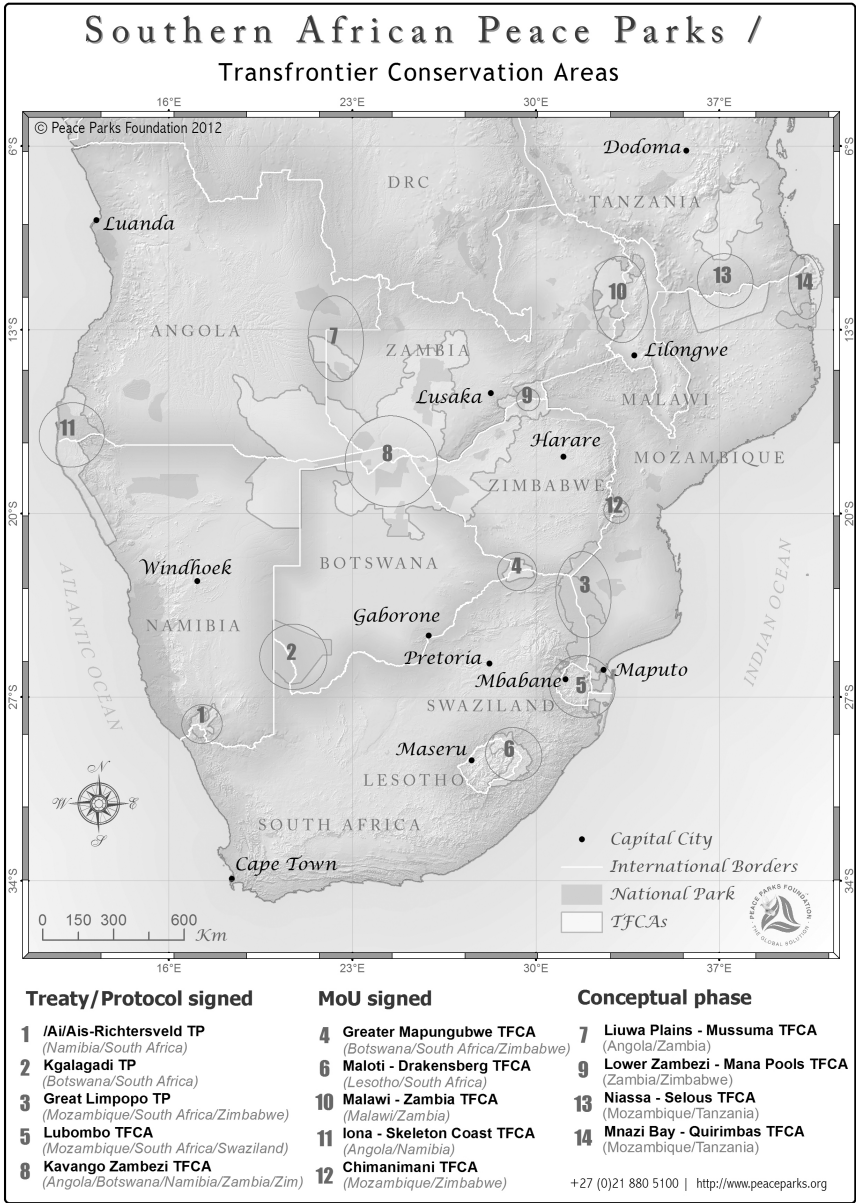 Southern African Peace Parks /
Transfrontier Conservation Areas
16°E 23°E 30°E 37°E
© Peace Parks Foundation 2012
6°S 6°S
Dodoma
DRC
TANZANIA
Luanda
13
14
10
13°S 13°S
ANGOLA
7
ZAMBIA
Lilongwe
Lusaka
9
MALAWI
11
Harare
8
MOZAMBIQUE
ZIMBABWE
12
20°S 20°S
BOTSWANA
4
Windhoek
3
ATLANTIC OCEAN
INDIAN OCEAN
Gaborone
NAMIBIA
2
Pretoria
Maputo
Mbabane
5
27°S 27°S
SWAZILAND
1
Maseru
6
LESOTHO
N
W E
S
SOUTH AFRICA
Capital City
Cape Town
International Borders
34°S 34°S
National Park
TFCAs
PEACE PARKS FOUNDATION
THE GLOBAL SOLUTION
0 150 300 600
Km
16°E 23°E 30°E 37°E
Treaty/Protocol signed
1 /Ai/Ais-Richtersveld TP
(Namibia/South Africa)
2 Kgalagadi TP
(Botswana/South Africa)
3 Great Limpopo TP
(Mozambique/South Africa/Zimbabwe)
5 Lubombo TFCA
(Mozambique/South Africa/Swaziland)
8 Kavango Zambezi TFCA
(Angola/Botswana/Namibia/Zambia/Zim)
MoU signed
4 Greater Mapungubwe TFCA
(Botswana/South Africa/Zimbabwe)
6 Maloti - Drakensberg TFCA
(Lesotho/South Africa)
10 Malawi - Zambia TFCA
(Malawi/Zambia)
11 Iona - Skeleton Coast TFCA
(Angola/Namibia)
12 Chimanimani TFCA
(Mozambique/Zimbabwe)
Conceptual phase
7 Liuwa Plains - Mussuma TFCA
(Angola/Zambia)
9 Lower Zambezi - Mana Pools TFCA
(Zambia/Zimbabwe)
13 Niassa - Selous TFCA
(Mozambique/Tanzania)
14 Mnazi Bay - Quirimbas TFCA
(Mozambique/Tanzania)
+27 (0)21 880 5100 | http://www.peaceparks.org